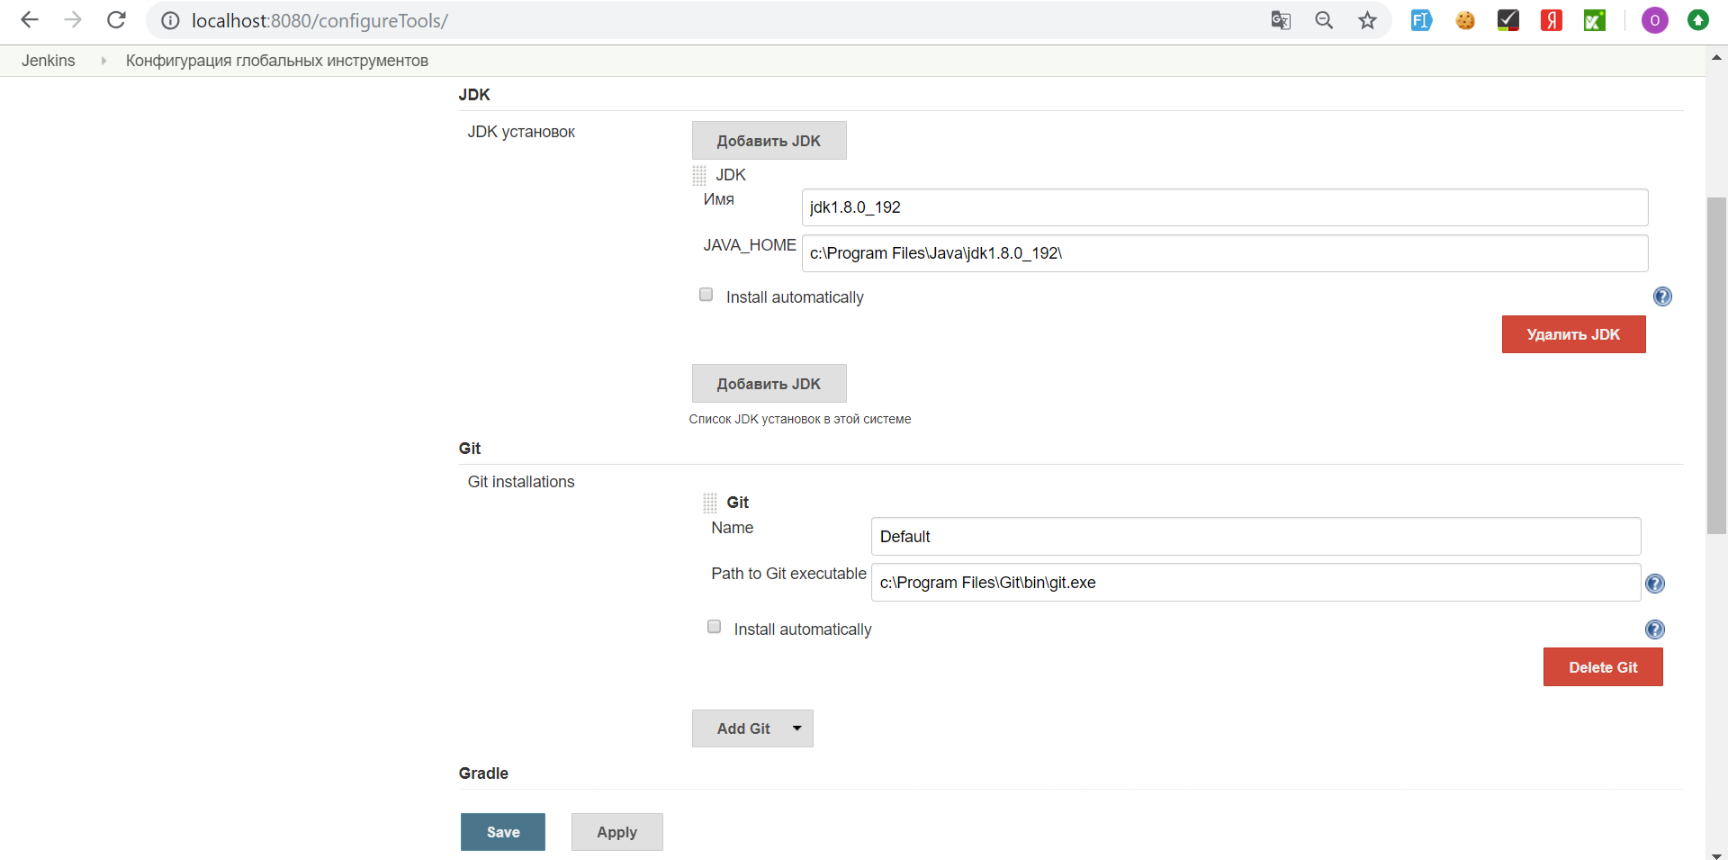 localhost:8080/configureTools/
Jenkins Конфигурация глобальных инструментов
JDK
JDK установок
Добавить JDK
JDK
Имя
jdk1.8.0_192
JAVA_HOME
c:\Program Files\Java\jdk1.8.0_192\
Install automatically
Удалить JDK
Добавить JDK
Список JDK установок в этой системе
Git
Git installations
Git
Name
Default
Path to Git executable
c:\Program Files\Git\bin\git.exe
Install automatically
Delete Git
Add Git
Gradle
Save Apply